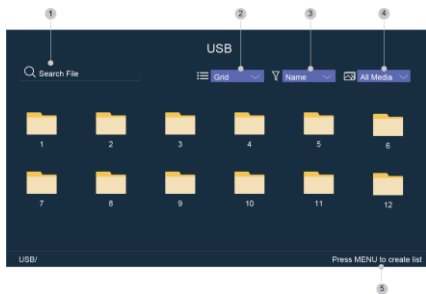 1 2 3 4
USB
Search File Grid Name All Media
1 2 3 4 5 6
7 8 9 10 11 12
USB/ Press MENU to create list
5